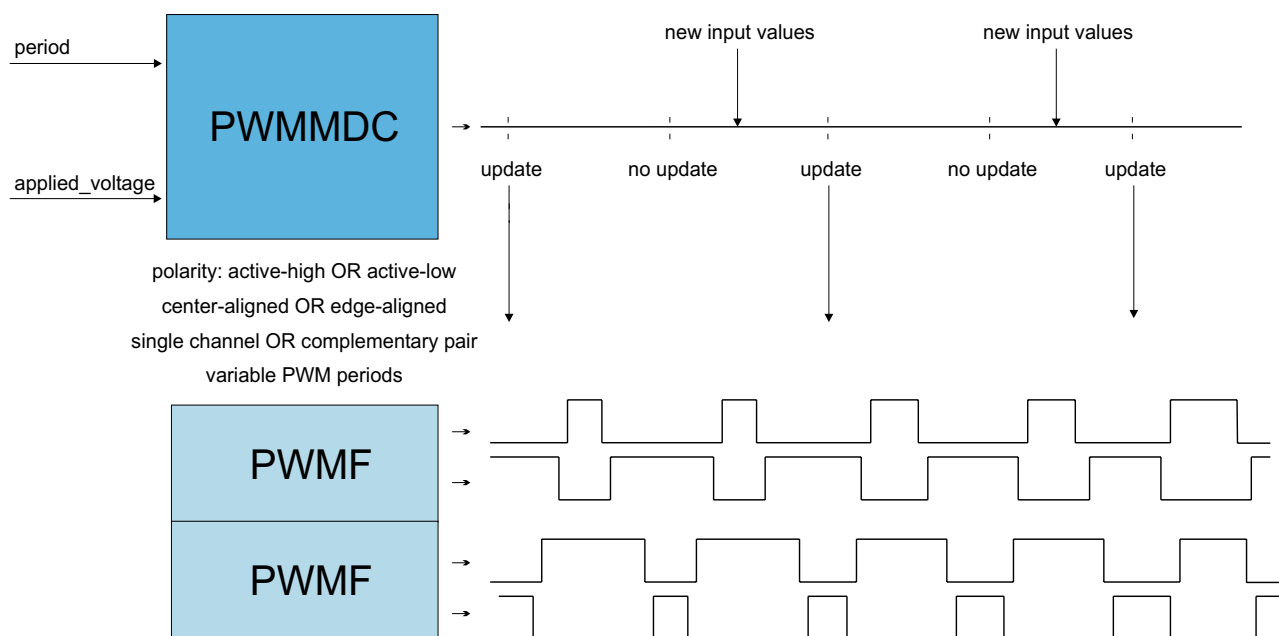 period
new input values
new input values
PWMMDC
applied_voltage
update
no update
update
no update
update
polarity: active-high OR active-low
center-aligned OR edge-aligned
single channel OR complementary pair
variable PWM periods
PWMF
PWMF